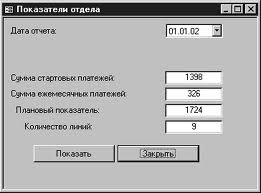 Показатели отдела
Дата отчета: 01.01.02
Сумма стартовых платежей: 1398
Сумма ежемесячных платежей: 326
Плановый показатель: 1724
Количество линий: 9
Показать Закрыть